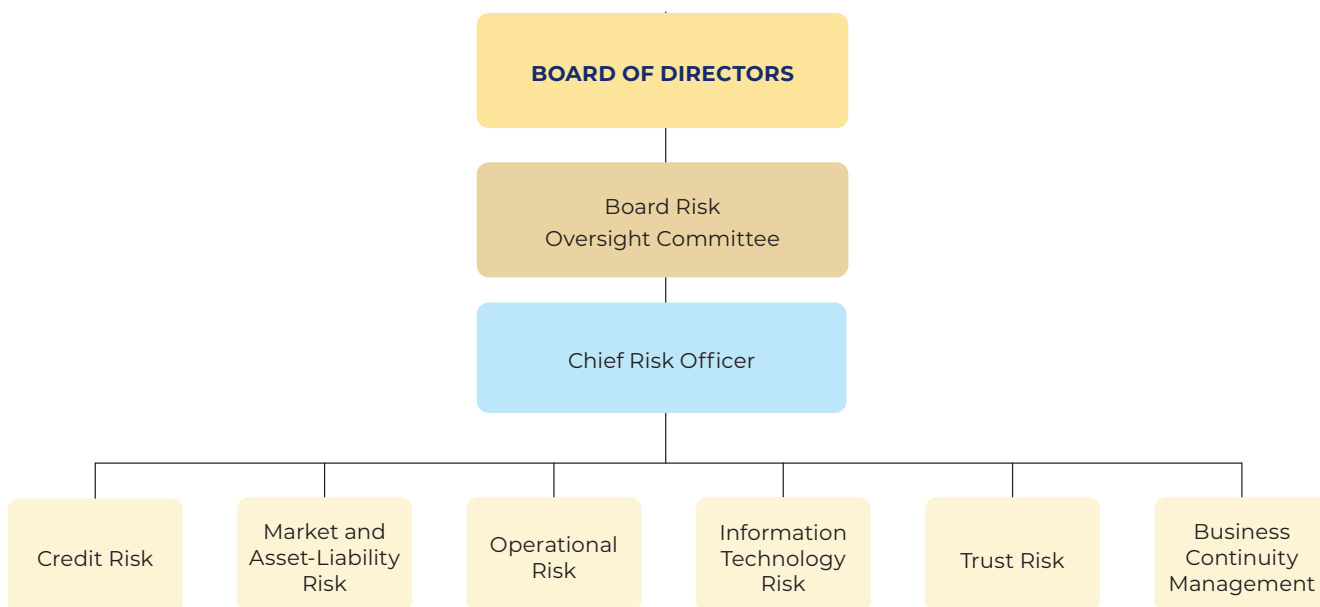 BOARD OF DIRECTORS
Board Risk
Oversight Committee
Chief Risk Officer
Credit Risk
Market and
Asset-Liability
Risk
Operational
Risk
Information
Technology
Risk
Trust Risk
Business
Continuity
Management